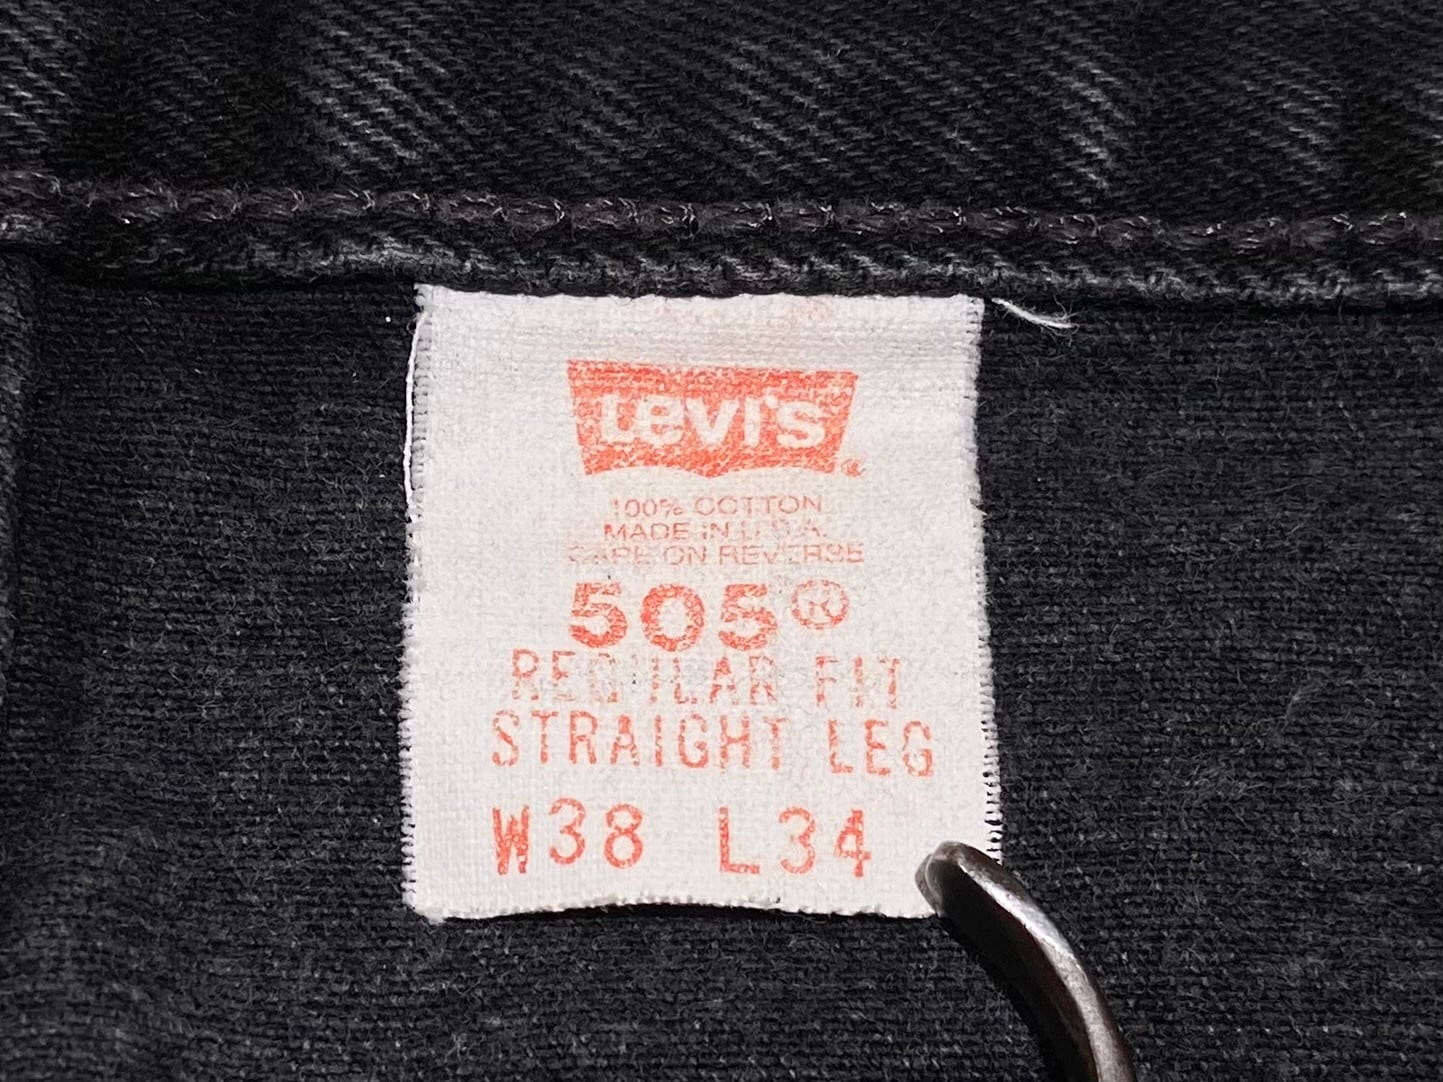 Levi's ®
100% COTTON
MADE IN U.S.A.
CARE ON REVERSE
505®
REGULAR FIT
STRAIGHT LEG
W38 L34